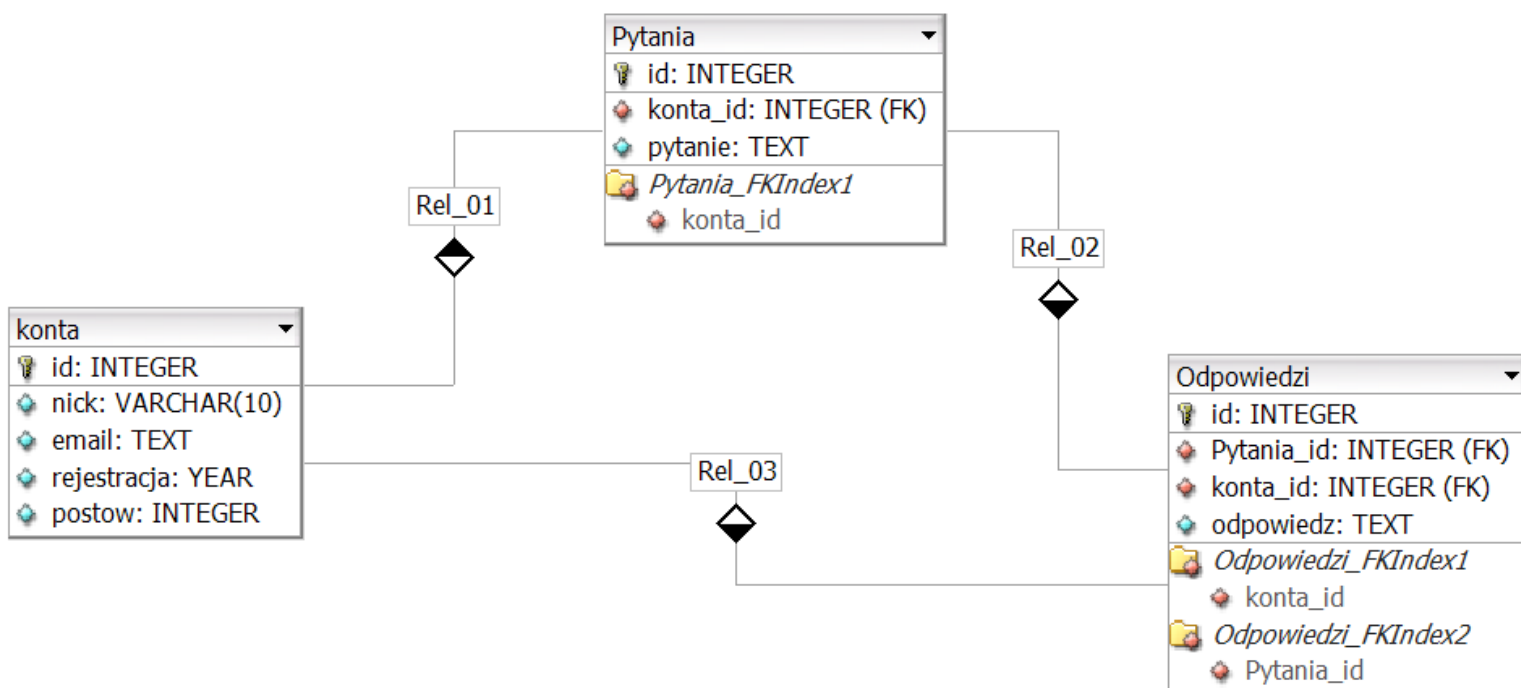 Pytania
id: INTEGER
konta_id: INTEGER (FK)
pytanie: TEXT
Pytania_FKIndex1
konta_id
Rel_01
Rel_02
konta
id: INTEGER
nick: VARCHAR(10)
email: TEXT
rejestracja: YEAR
postow: INTEGER
Rel_03
Odpowiedzi
id: INTEGER
Pytania_id: INTEGER (FK)
konta_id: INTEGER (FK)
odpowiedz: TEXT
Odpowiedzi_FKIndex1
konta_id
Odpowiedzi_FKIndex2
Pytania_id